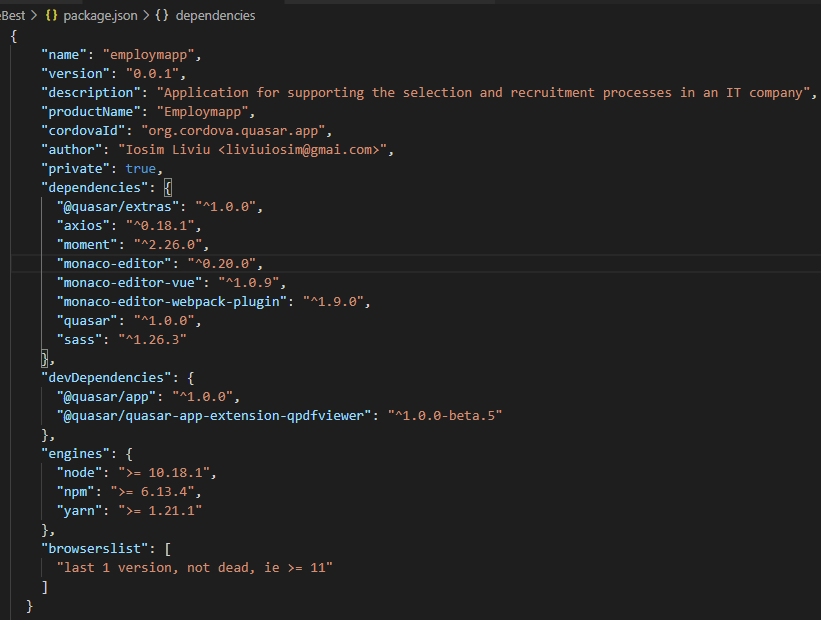 eBest > {} package.json > {} dependencies
{
"name": "employmapp",
"version": "0.0.1",
"description": "Application for supporting the selection and recruitment processes in an IT company",
"productName": "Employmapp",
"cordovaId": "org.cordova.quasar.app",
"author": "Iosim Liviu <liviuiosim@gmai.com>",
"private": true,
"dependencies": {
"@quasar/extras": "^1.0.0",
"axios": "^0.18.1",
"moment": "^2.26.0",
"monaco-editor": "^0.20.0",
"monaco-editor-vue": "^1.0.9",
"monaco-editor-webpack-plugin": "^1.9.0",
"quasar": "^1.0.0",
"sass": "^1.26.3"
},
"devDependencies": {
"@quasar/app": "^1.0.0",
"@quasar/quasar-app-extension-qpdfviewer": "^1.0.0-beta.5"
},
"engines": {
"node": ">= 10.18.1",
"npm": ">= 6.13.4",
"yarn": ">= 1.21.1"
},
"browserslist": [
"last 1 version, not dead, ie >= 11"
]
}